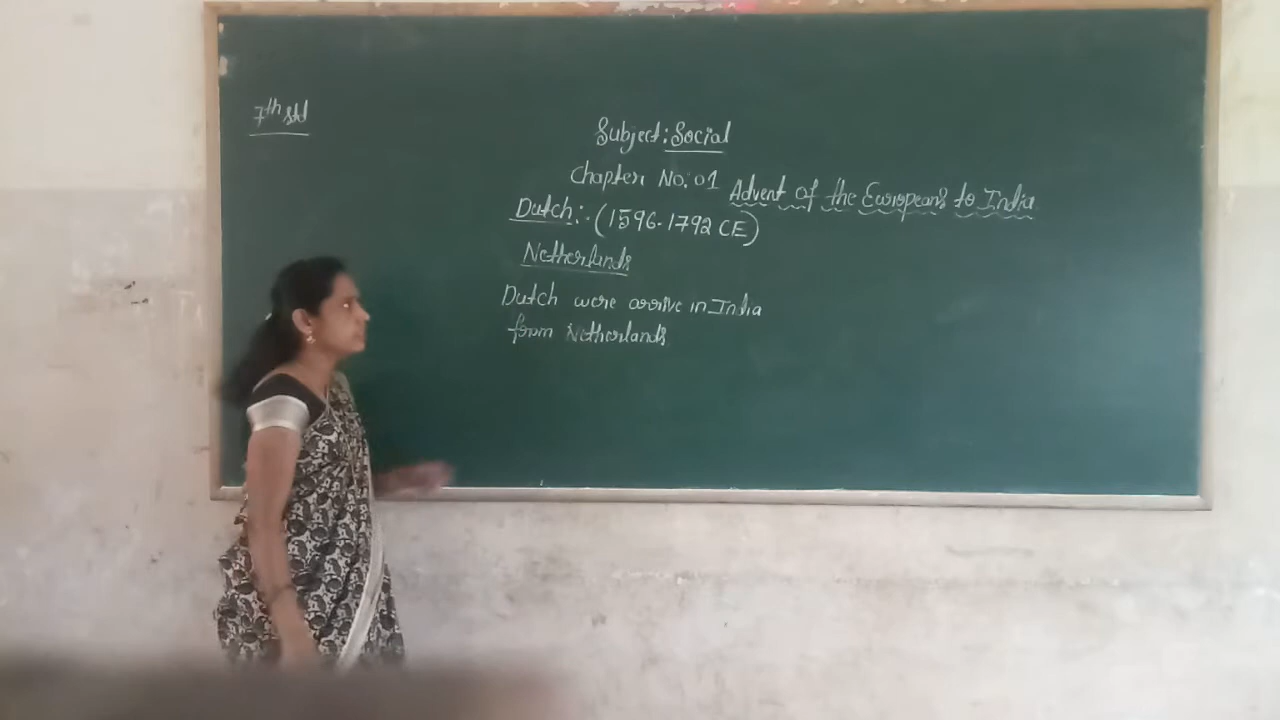 7th std
Subject: Social
Chapter No: 01 Advent of the Europeans to India
Dutch:- (1596-1792 CE)
Netherlands
Dutch were arrive in India
from Netherlands